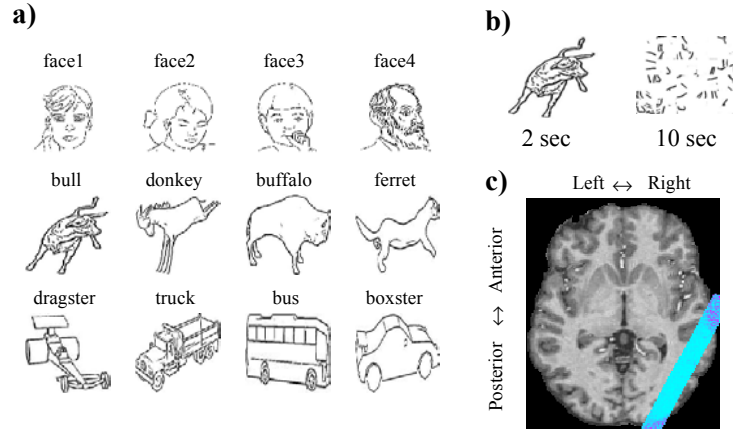 a)
face1 face2 face3 face4
bull donkey buffalo ferret
dragster truck bus boxster
b)
2 sec 10 sec
c)
Left ↔ Right
Posterior ↔ Anterior